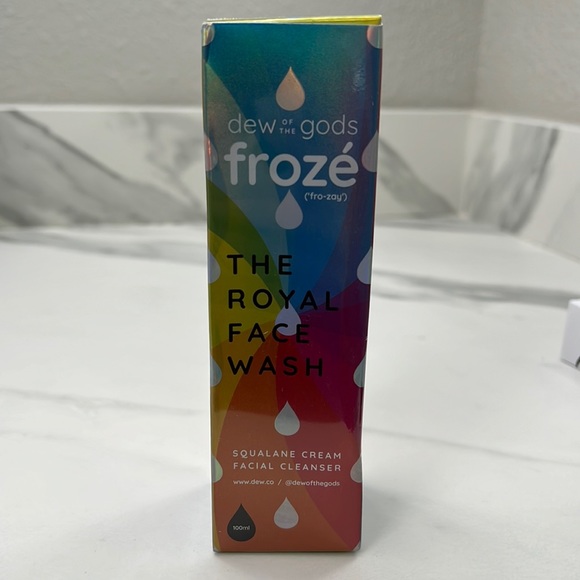 dew OF THE gods
frozé
('fro-zay')
THE
ROYAL
FACE
WASH
SQUALANE CREAM
FACIAL CLEANSER
www.dew.co / @dewofthegods
100ml